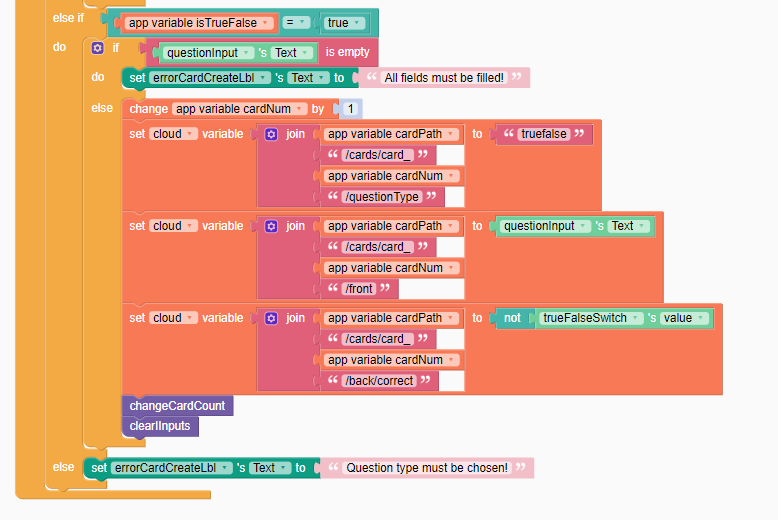 else if app variable isTrueFalse = true
do if questionInput 's Text is empty
do set errorCardCreateLbl 's Text to “ All fields must be filled! ”
else change app variable cardNum by 1
set cloud variable join app variable cardPath to “ truefalse ”
“ /cards/card_ ”
app variable cardNum
“ /questionType ”
set cloud variable join app variable cardPath to questionInput 's Text
“ /cards/card_ ”
app variable cardNum
“ /front ”
set cloud variable join app variable cardPath to not trueFalseSwitch 's value
“ /cards/card_ ”
app variable cardNum
“ /back/correct ”
changeCardCount
clearlInputs
else set errorCardCreateLbl 's Text to “ Question type must be chosen! ”